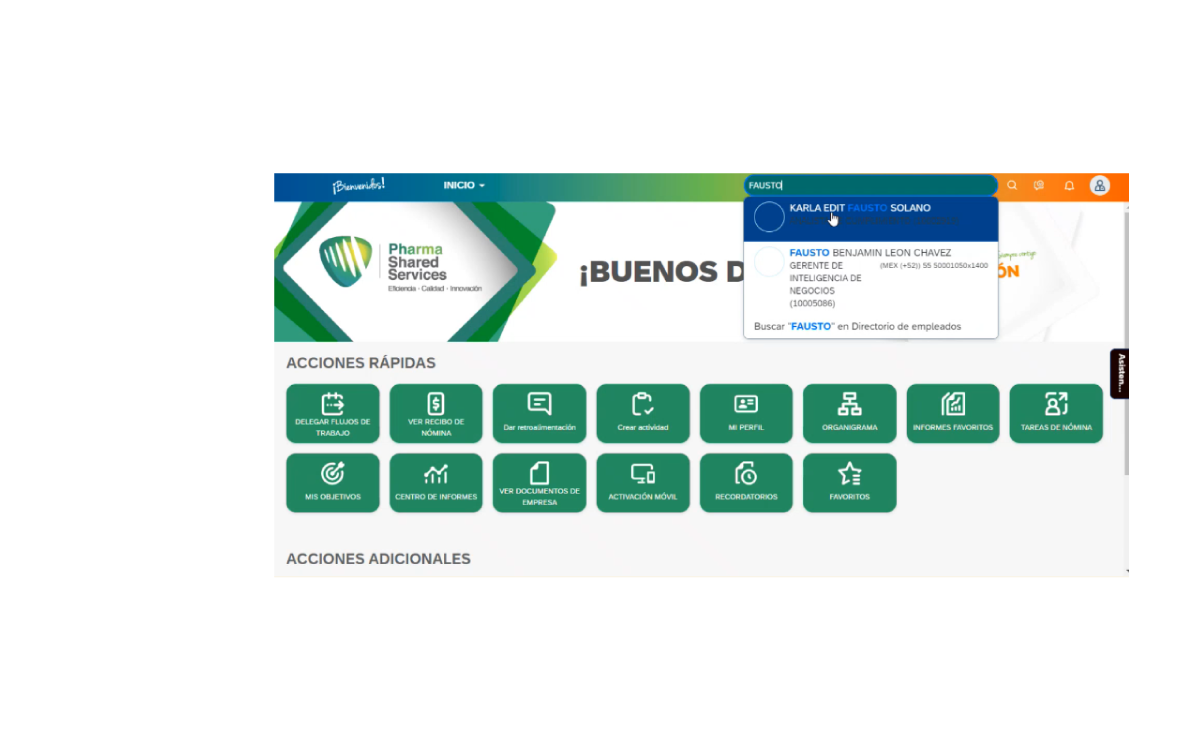 ¡Bienvenidos!
INICIO
FAUSTO
KARLA EDIT FAUSTO SOLANO
FAUSTO BENJAMIN LEON CHAVEZ
GERENTE DE (MEX (+52)) 55 50001050x1400
INTELIGENCIA DE
NEGOCIOS
(10005086)
Buscar "FAUSTO" en Directorio de empleados
Pharma
Shared
Services
Eficiencia - Calidad - Innovación
¡BUENOS D
ÓN
Asisten...
ACCIONES RÁPIDAS
DELEGAR FLUJOS DE
TRABAJO
VER RECIBO DE
NÓMINA
Dar retroalimentación
Crear actividad
MI PERFIL
ORGANIGRAMA
INFORMES FAVORITOS
TAREAS DE NÓMINA
MIS OBJETIVOS
CENTRO DE INFORMES
VER DOCUMENTOS DE
EMPRESA
ACTIVACIÓN MÓVIL
RECORDATORIOS
FAVORITOS
ACCIONES ADICIONALES